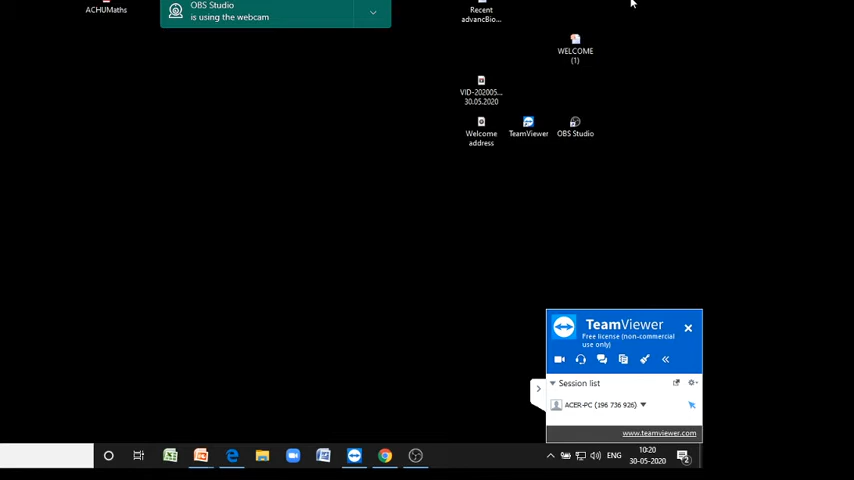 ACHUMaths
OBS Studio
is using the webcam
Recent
advancBio...
WELCOME
(1)
VID-202005...
30.05.2020
Welcome
address
TeamViewer
OBS Studio
TeamViewer
Free license (non-commercial
use only)
Session list
ACER-PC (196 736 926)
www.teamviewer.com
ENG
10:20
30-05-2020
2